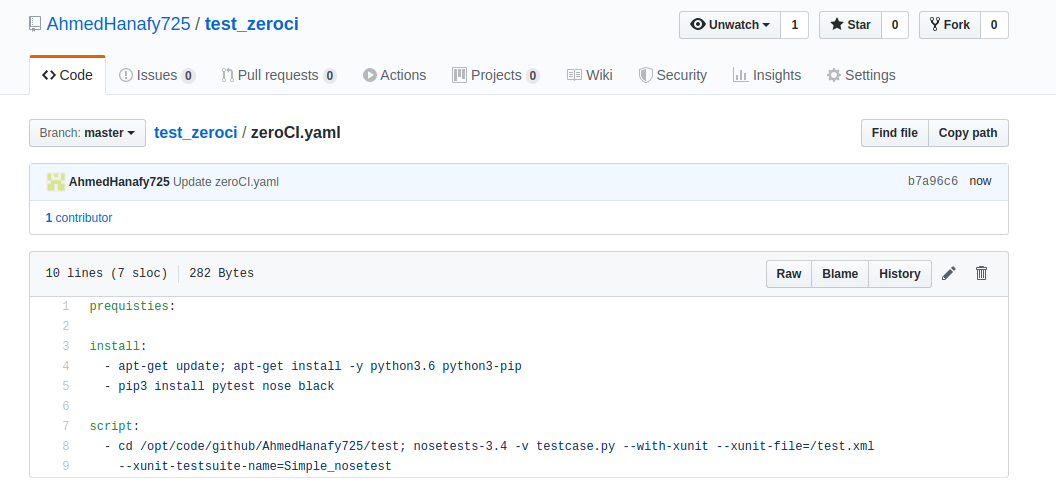 AhmedHanafy725 / test_zeroci
Unwatch 1 Star 0 Fork 0
Code Issues 0 Pull requests 0 Actions Projects 0 Wiki Security Insights Settings
Branch: master test_zeroci / zeroCI.yaml Find file Copy path
AhmedHanafy725 Update zeroCI.yaml b7a96c6 now
1 contributor
10 lines (7 sloc) 282 Bytes Raw Blame History
1 prequisties:
2
3 install:
4 - apt-get update; apt-get install -y python3.6 python3-pip
5 - pip3 install pytest nose black
6
7 script:
8 - cd /opt/code/github/AhmedHanafy725/test; nosetests-3.4 -v testcase.py --with-xunit --xunit-file=/test.xml
9 --xunit-testsuite-name=Simple_nosetest